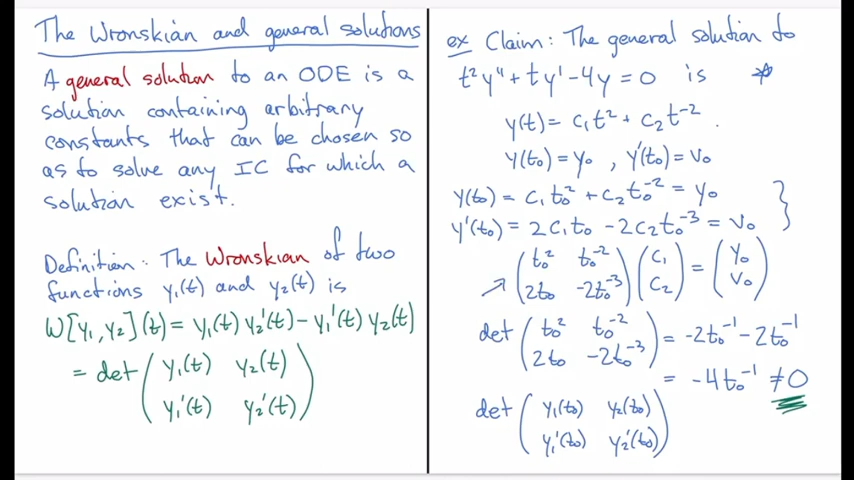 The Wronskian and general solutions
A general solution to an ODE is a
solution containing arbitrary
constants that can be chosen so
as to solve any IC for which a
solution exist.
Definition: The Wronskian of two
functions y₁(t) and y₂(t) is
W[y₁, y₂](t) = y₁(t) y₂'(t) - y₁'(t) y₂(t)
= det ( y₁(t) y₂(t)
y₁'(t) y₂'(t) )
ex Claim: The general solution to
t²y'' + ty' - 4y = 0 is *
y(t) = c₁t² + c₂t⁻² .
y(t₀) = y₀ , y'(t₀) = v₀
y(t₀) = c₁t₀² + c₂t₀⁻² = y₀ }
y'(t₀) = 2c₁t₀ - 2c₂t₀⁻³ = v₀
( t₀² t₀⁻² ) ( c₁ ) = ( y₀ )
( 2t₀ -2t₀⁻³ ) ( c₂ ) ( v₀ )
det ( t₀² t₀⁻² ) = -2t₀⁻¹ - 2t₀⁻¹
( 2t₀ -2t₀⁻³ )
= -4t₀⁻¹ ≠ 0
det ( y₁(t₀) y₂(t₀)
y₁'(t₀) y₂'(t₀) )